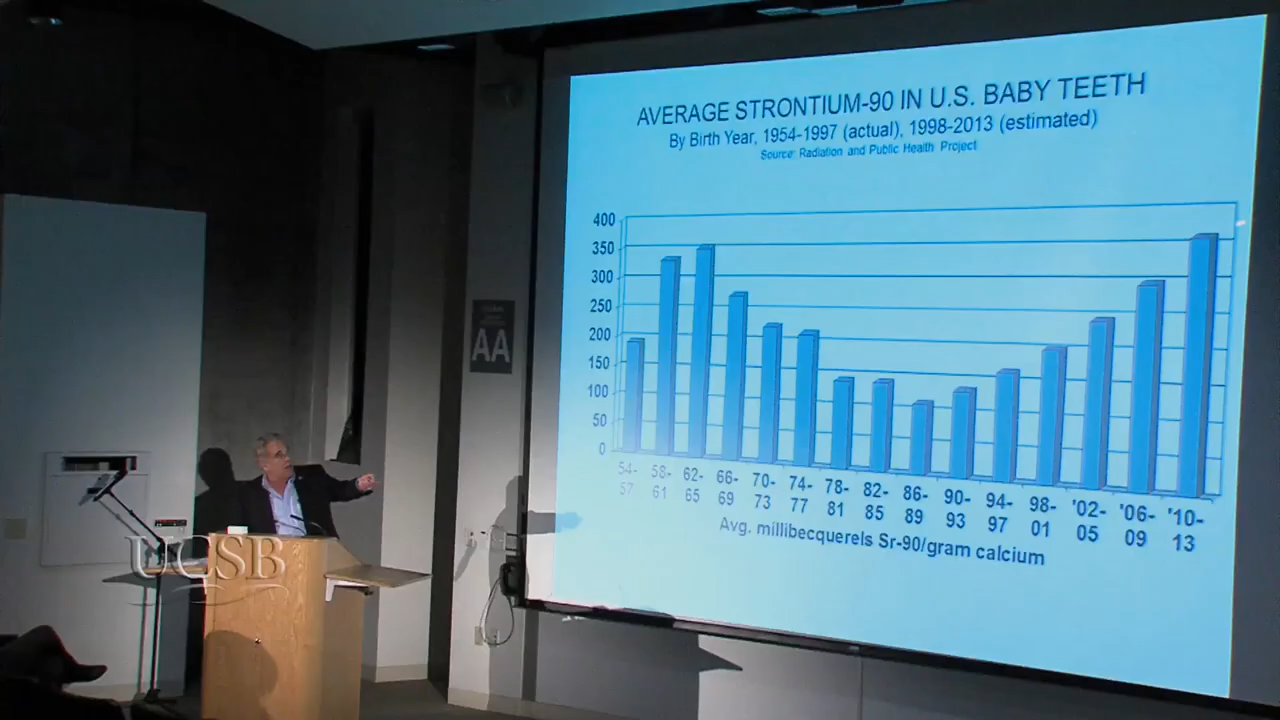 AVERAGE STRONTIUM-90 IN U.S. BABY TEETH
By Birth Year, 1954-1997 (actual), 1998-2013 (estimated)
Source: Radiation and Public Health Project
400
350
300
250
200
150
100
50
0
54-57 58-61 62-65 66-69 70-73 74-77 78-81 82-85 86-89 90-93 94-97 98-01 '02-05 '06-09 '10-13
Avg. millibecquerels Sr-90/gram calcium
AA
UCSB